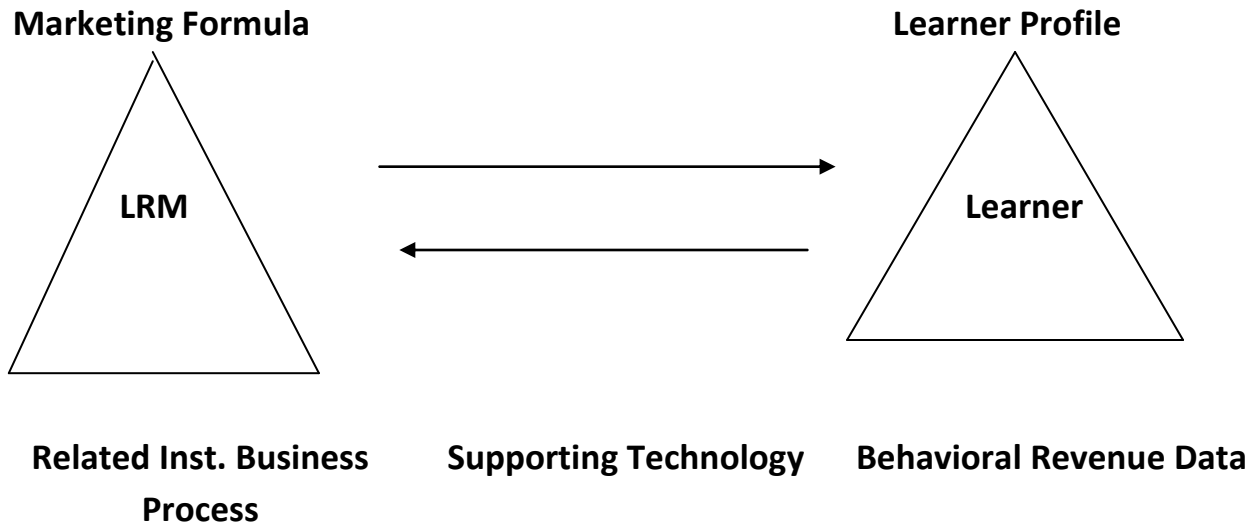 Marketing Formula
Learner Profile
LRM
Learner
Related Inst. Business
Process
Supporting Technology
Behavioral Revenue Data